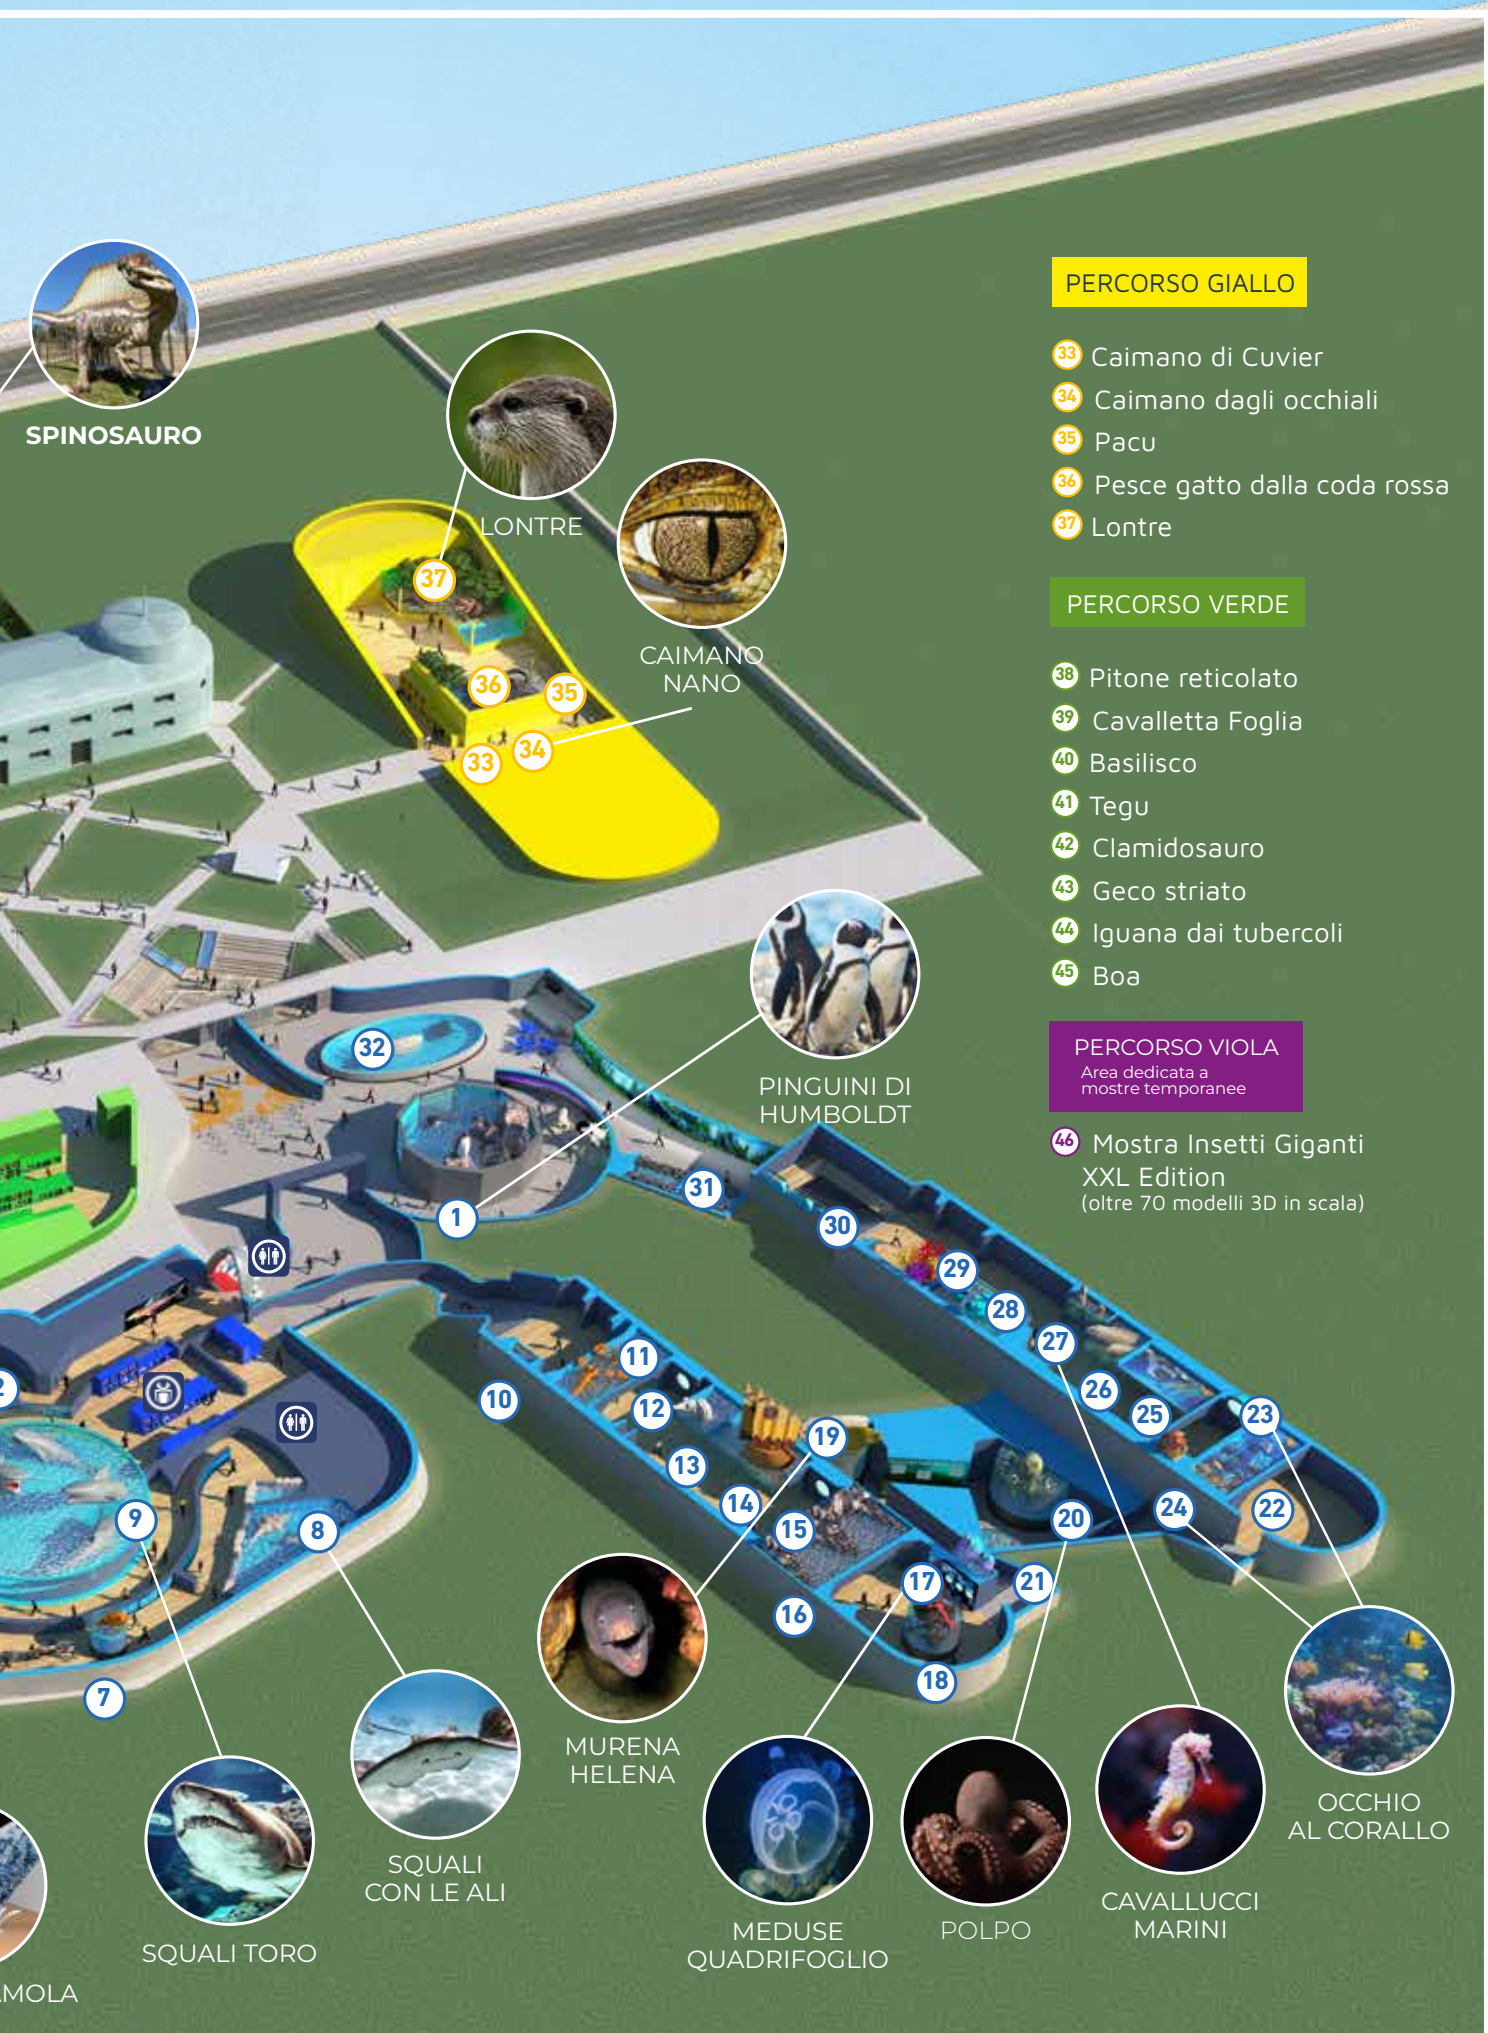 SPINOSAURO
LONTRE
CAIMANO
NANO
37
36
35
34
33
PERCORSO GIALLO
33 Caimano di Cuvier
34 Caimano dagli occhiali
35 Pacu
36 Pesce gatto dalla coda rossa
37 Lontre
PERCORSO VERDE
38 Pitone reticolato
39 Cavalletta Foglia
40 Basilisco
41 Tegu
42 Clamidosauro
43 Geco striato
44 Iguana dai tubercoli
45 Boa
PERCORSO VIOLA
Area dedicata a
mostre temporanee
46 Mostra Insetti Giganti
XXL Edition
(oltre 70 modelli 3D in scala)
PINGUINI DI
HUMBOLDT
32
31
1
30
29
28
27
26
25
23
24
22
2
11
10
12
19
13
14
15
20
9
8
17
21
16
18
7
MURENA
HELENA
SQUALI
CON LE ALI
SQUALI TORO
MEDUSE
QUADRIFOGLIO
POLPO
CAVALLUCCI
MARINI
OCCHIO
AL CORALLO
MOLA